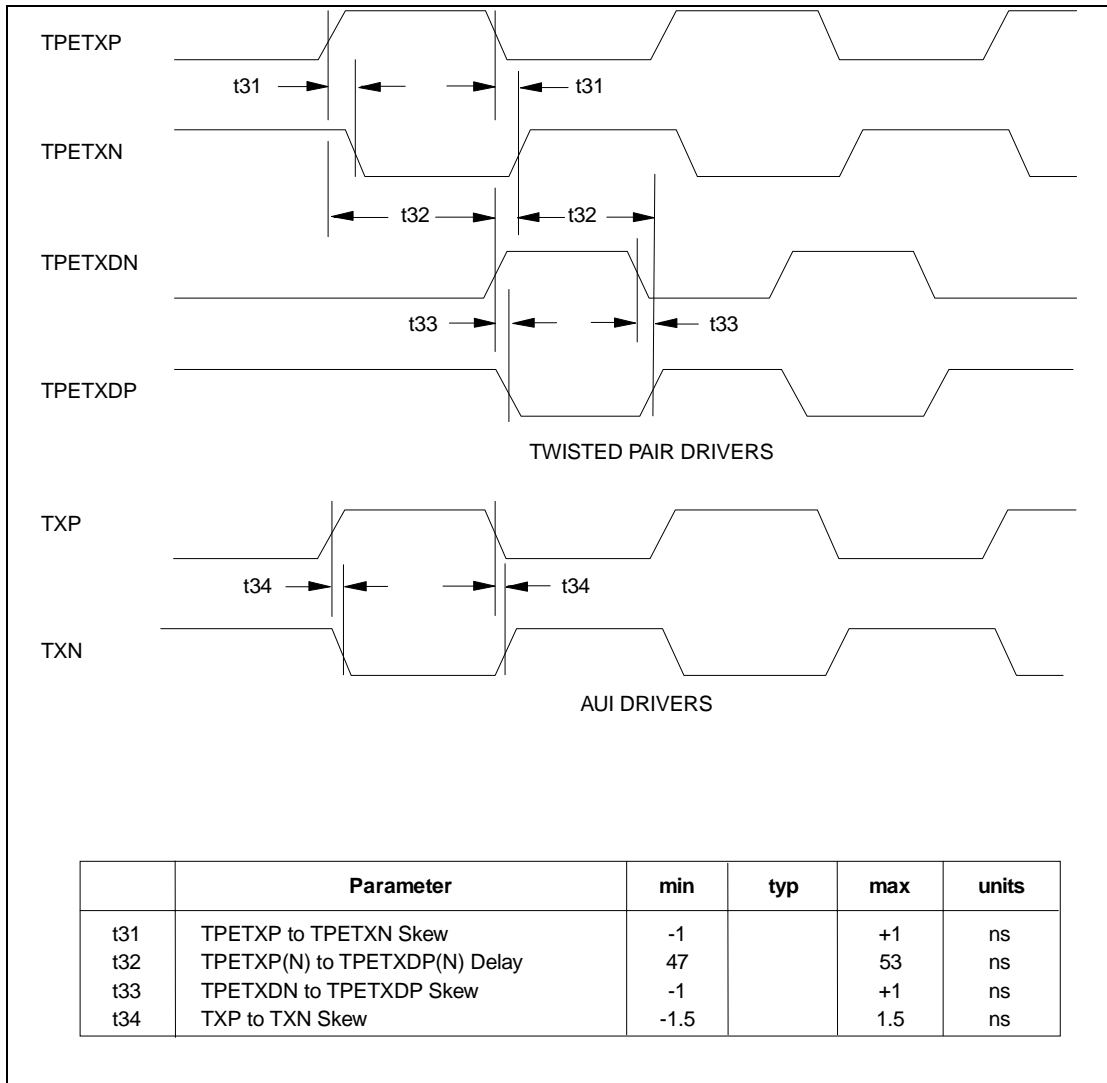 TPETXP
t31 t31
TPETXN
t32 t32
TPETXDN
t33 t33
TPETXDP
TWISTED PAIR DRIVERS
TXP
t34 t34
TXN
AUI DRIVERS
Parameter min typ max units
t31 TPETXP to TPETXN Skew -1 +1 ns
t32 TPETXP(N) to TPETXDP(N) Delay 47 53 ns
t33 TPETXDN to TPETXDP Skew -1 +1 ns
t34 TXP to TXN Skew -1.5 1.5 ns